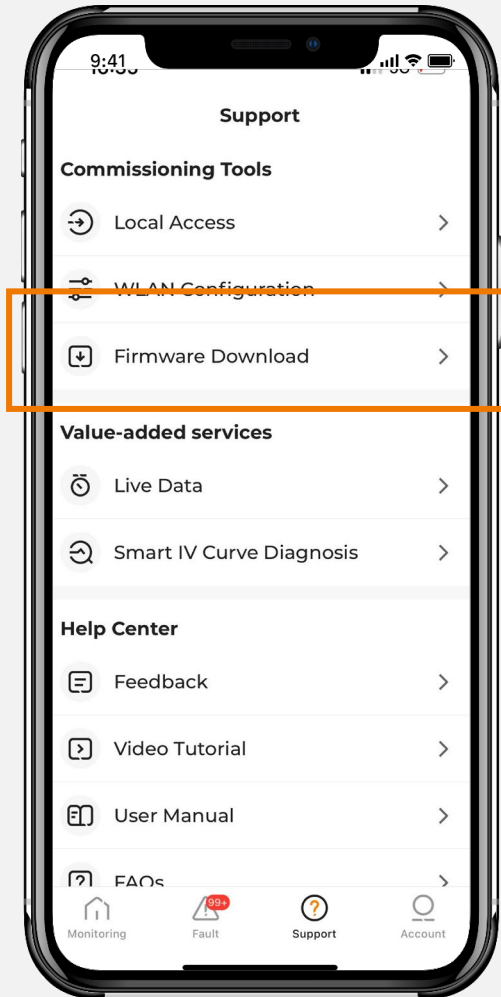 9:41
Support
Commissioning Tools
Local Access
WLAN Configuration
Firmware Download
Value-added services
Live Data
Smart IV Curve Diagnosis
Help Center
Feedback
Video Tutorial
User Manual
FAQs
99+
Monitoring
Fault
Support
Account